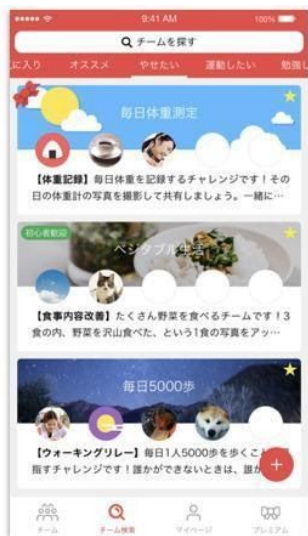 9:41 AM
100%
チームを探す
に入り オススメ やせたい 運動したい 勉強し
毎日体重測定
【体重記録】毎日体重を記録するチャレンジです！その
日の体重計の写真を撮影して共有しましょう。一緒に…
初心者歓迎
ベジタブル生活
【食事内容改善】たくさん野菜を食べるチームです！3
食の内、野菜を沢山食べた、という1食の写真をアッ…
毎日5000歩
【ウォーキングリレー】毎日1人5000歩を歩くこと
指すチャレンジです！誰かができないときは、誰か
チーム
チーム検索
マイページ
プレミアム